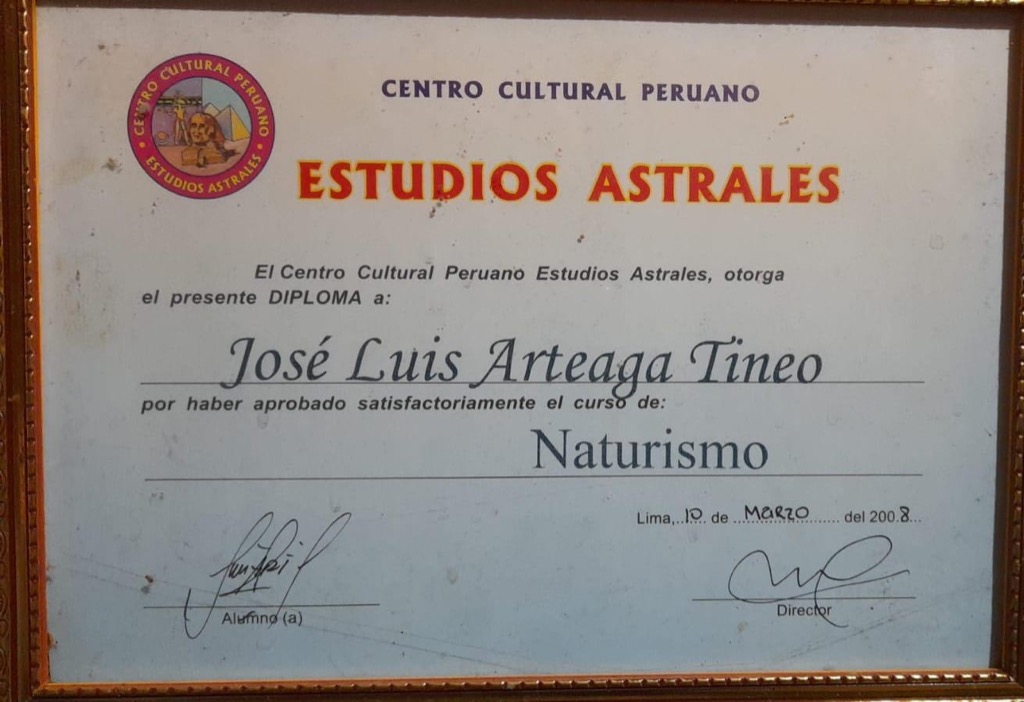 CENTRO CULTURAL PERUANO
• ESTUDIOS ASTRALES •
CENTRO CULTURAL PERUANO
ESTUDIOS ASTRALES
El Centro Cultural Peruano Estudios Astrales, otorga
el presente DIPLOMA a:
José Luis Arteaga Tineo
por haber aprobado satisfactoriamente el curso de:
Naturismo
Lima, 10 de MARZO del 2008
Alumno (a)
Director